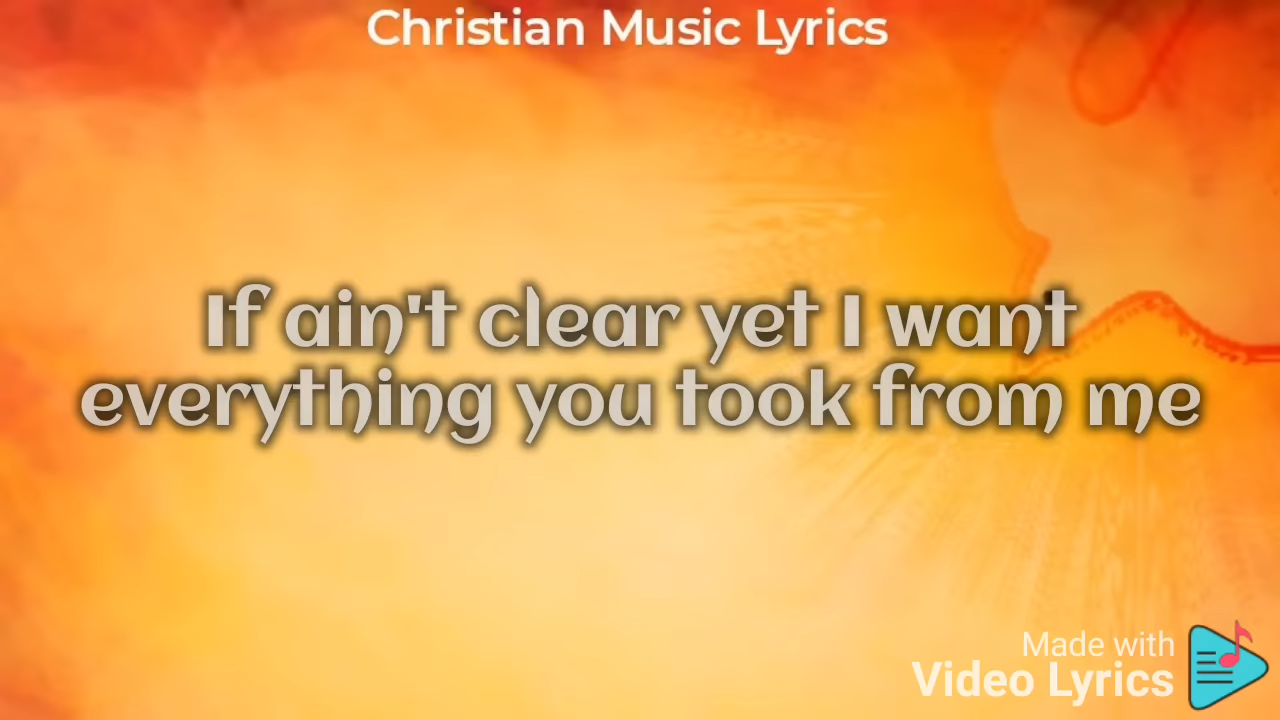 Christian Music Lyrics
If ain't clear yet I want
everything you took from me
Made with
Video Lyrics